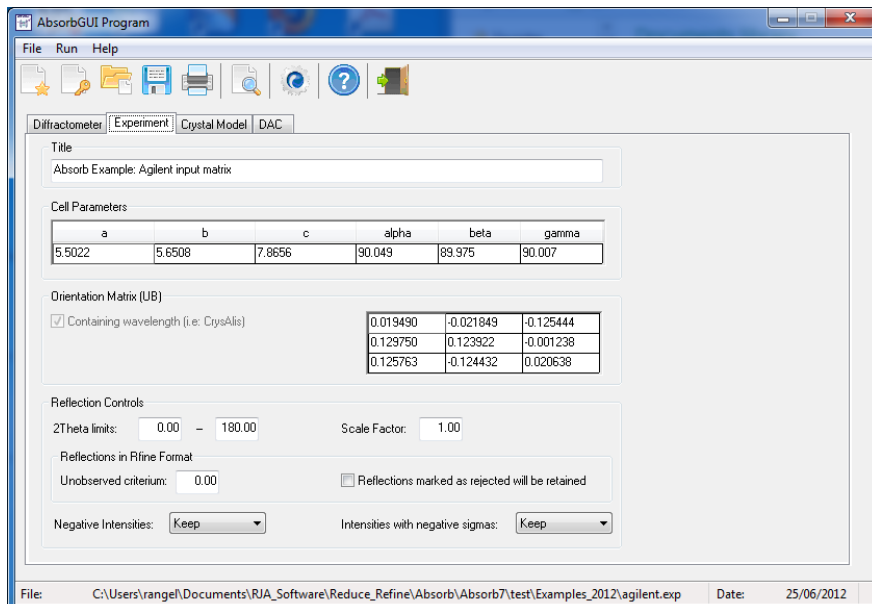 AbsorbGUI Program
File Run Help
Diffractometer Experiment Crystal Model DAC
Title
Absorb Example: Agilent input matrix
Cell Parameters
a b c alpha beta gamma
5.5022 5.6508 7.8656 90.049 89.975 90.007
Orientation Matrix (UB)
Containing wavelength (i.e: CrysAlis)
0.019490 -0.021849 -0.125444
0.129750 0.123922 -0.001238
0.125763 -0.124432 0.020638
Reflection Controls
2Theta limits: 0.00 – 180.00 Scale Factor: 1.00
Reflections in Rfine Format
Unobserved criterium: 0.00 Reflections marked as rejected will be retained
Negative Intensities: Keep Intensities with negative sigmas: Keep
File: C:\Users\rangel\Documents\RJA_Software\Reduce_Refine\Absorb\Absorb7\test\Examples_2012\agilent.exp Date: 25/06/2012